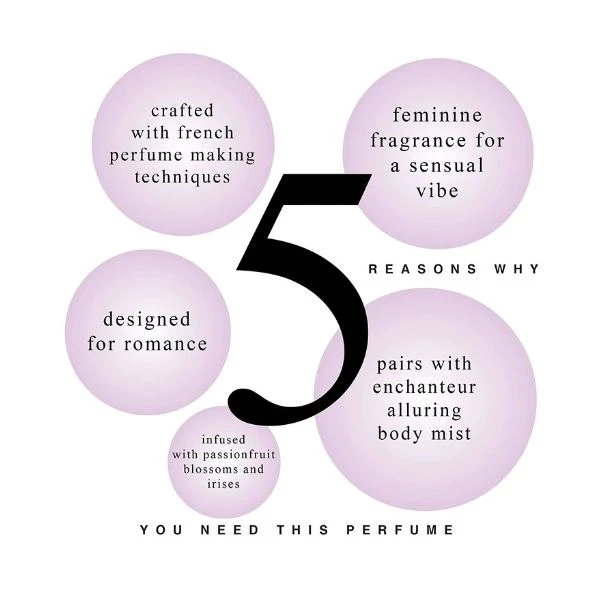 crafted
with french
perfume making
techniques
feminine
fragrance for
a sensual
vibe
5
REASONS WHY
designed
for romance
pairs with
enchanteur
alluring
body mist
infused
with passionfruit
blossoms and
irises
YOU NEED THIS PERFUME